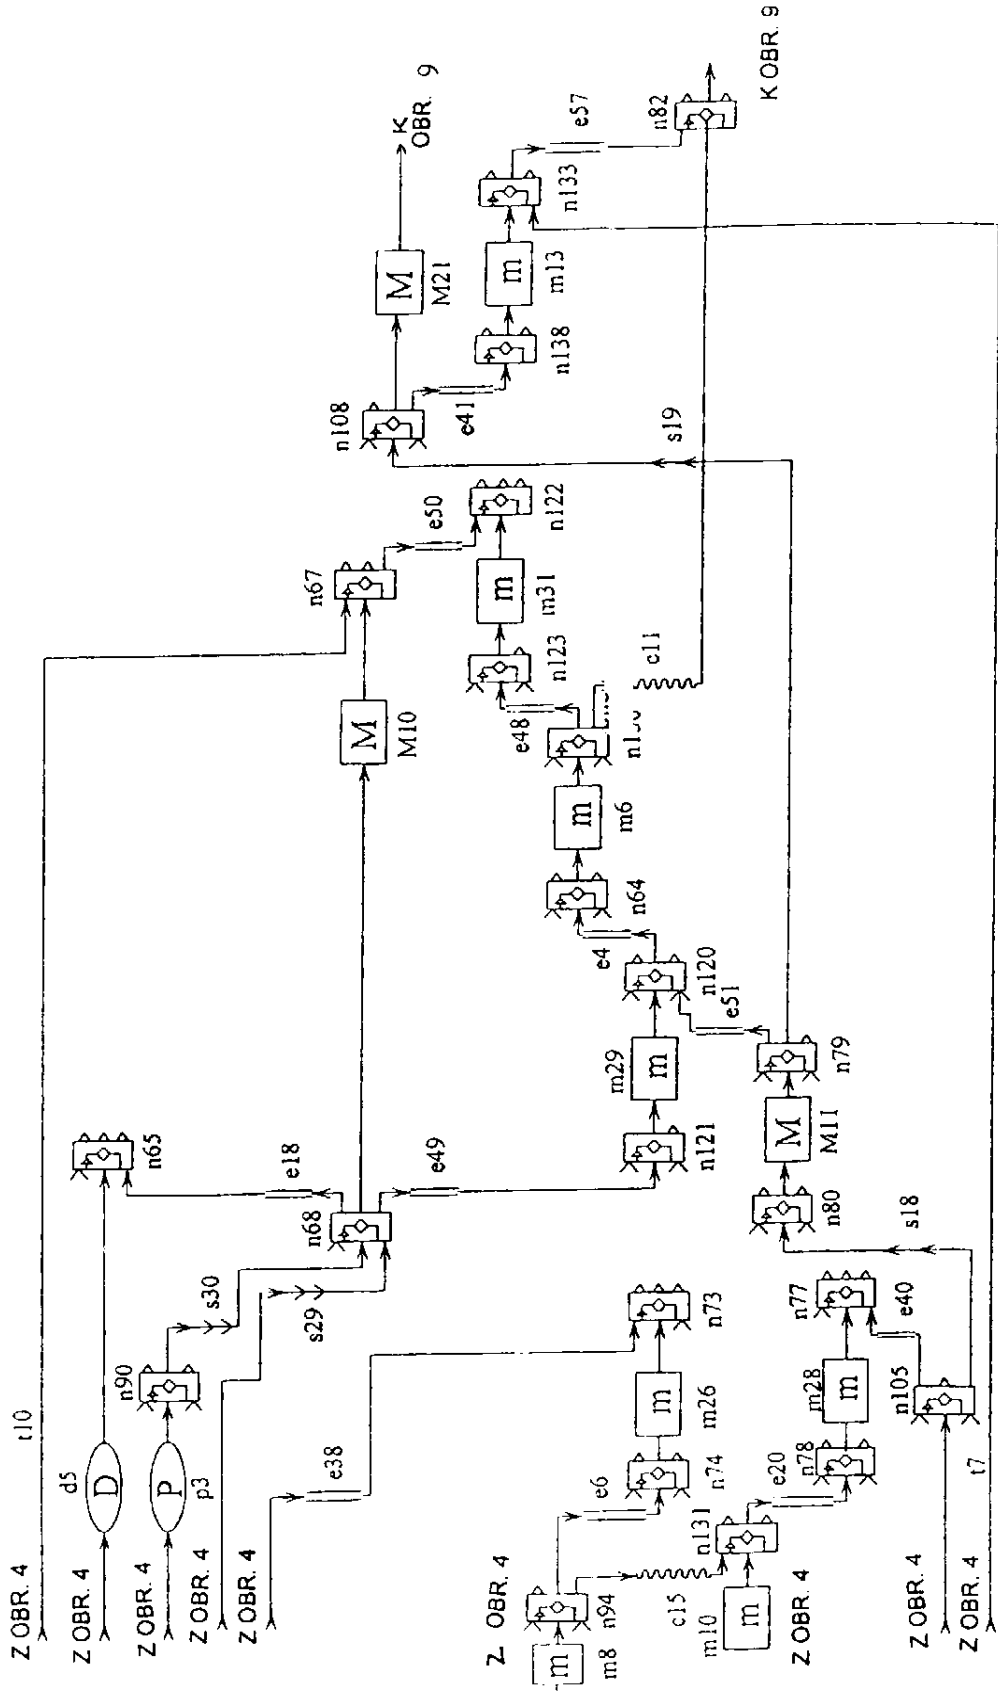 K OBR. 9
K OBR. 9
n82
e57
n133
M
M21
m
m13
n138
n108
e41
s19
n122
e50
n67
m
m31
n123
c11
M
M10
e48
m
m6
n64
e4
n120
e51
m29
m
n79
M
M11
n121
n65
e18
e49
n68
n80
s18
s30
s29
n73
n77
e40
n90
t10
m
m26
m28
m
n105
d5
D
P
p3
e38
n74
e6
n78
e20
t7
n131
c15
m10
m
n94
m
m8
Z OBR. 4
Z OBR. 4
Z OBR. 4
Z OBR. 4
Z OBR. 4
Z OBR. 4
Z OBR. 4
Z OBR. 4
Z OBR. 4